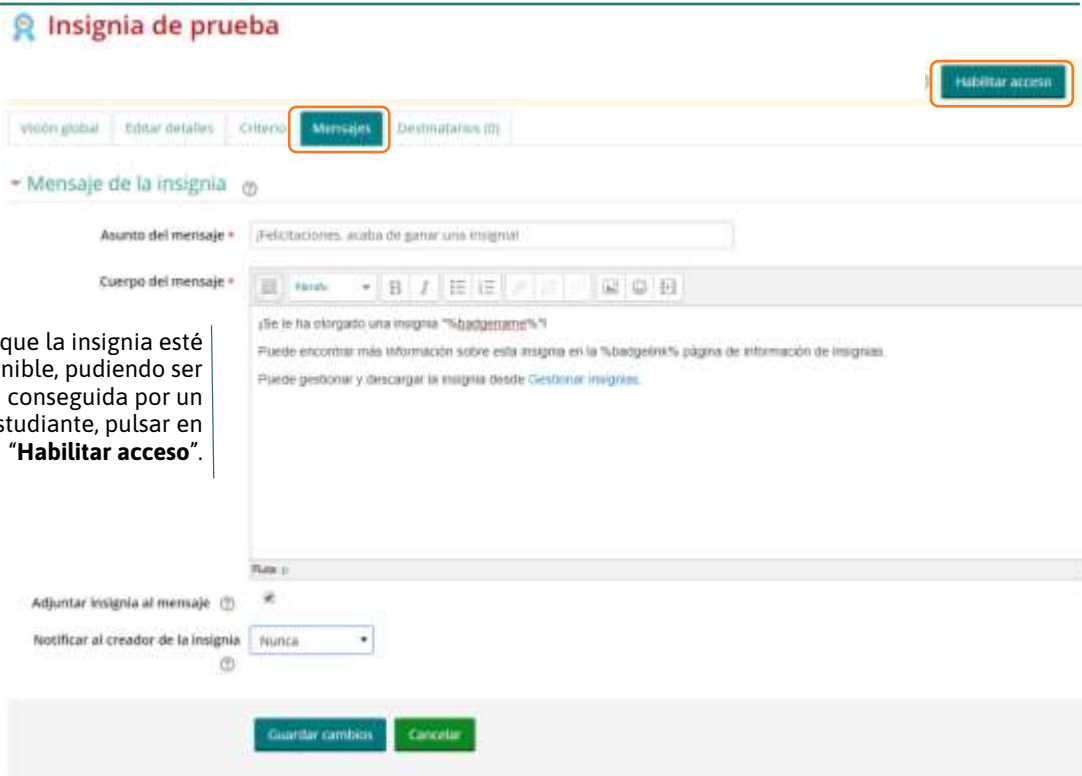 Insignia de prueba
Habilitar acceso
Visión global Editar detalles Criterio Mensajes Destinatarios (0)
Mensaje de la insignia
Asunto del mensaje *
¡Felicitaciones, acaba de ganar una insignia!
Cuerpo del mensaje *
Párrafo
B I
¡Se le ha otorgado una insignia "%badgename%"!
Puede encontrar más información sobre esta insignia en la %badgelink% página de información de insignias.
Puede gestionar y descargar la insignia desde Gestionar insignias.
que la insignia esté
nible, pudiendo ser
conseguida por un
studiante, pulsar en
“Habilitar acceso”.
Ruta: p
Adjuntar insignia al mensaje
Notificar al creador de la insignia Nunca
Guardar cambios Cancelar